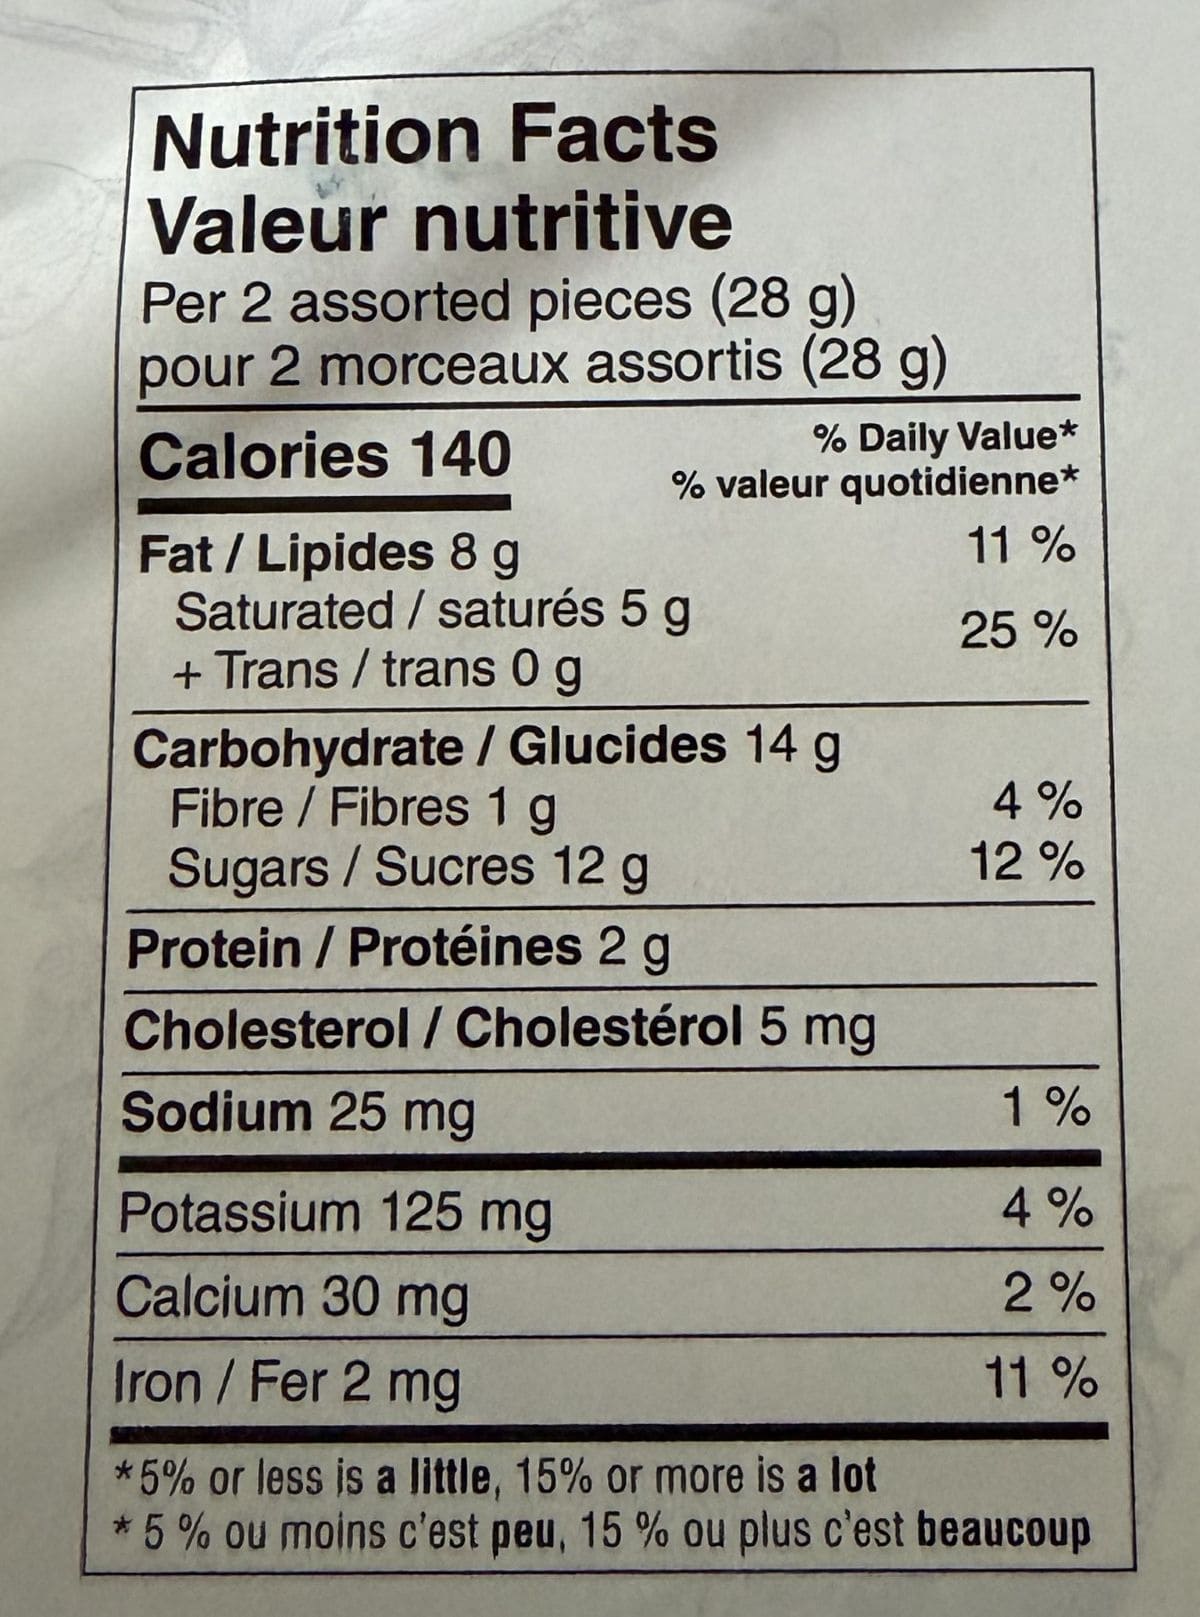 Nutrition Facts
Valeur nutritive
Per 2 assorted pieces (28 g)
pour 2 morceaux assortis (28 g)
Calories 140
% Daily Value*
% valeur quotidienne*
Fat / Lipides 8 g 11 %
Saturated / saturés 5 g
+ Trans / trans 0 g 25 %
Carbohydrate / Glucides 14 g
Fibre / Fibres 1 g 4 %
Sugars / Sucres 12 g 12 %
Protein / Protéines 2 g
Cholesterol / Cholestérol 5 mg
Sodium 25 mg 1 %
Potassium 125 mg 4 %
Calcium 30 mg 2 %
Iron / Fer 2 mg 11 %
*5% or less is a little, 15% or more is a lot
* 5 % ou moins c'est peu, 15 % ou plus c'est beaucoup